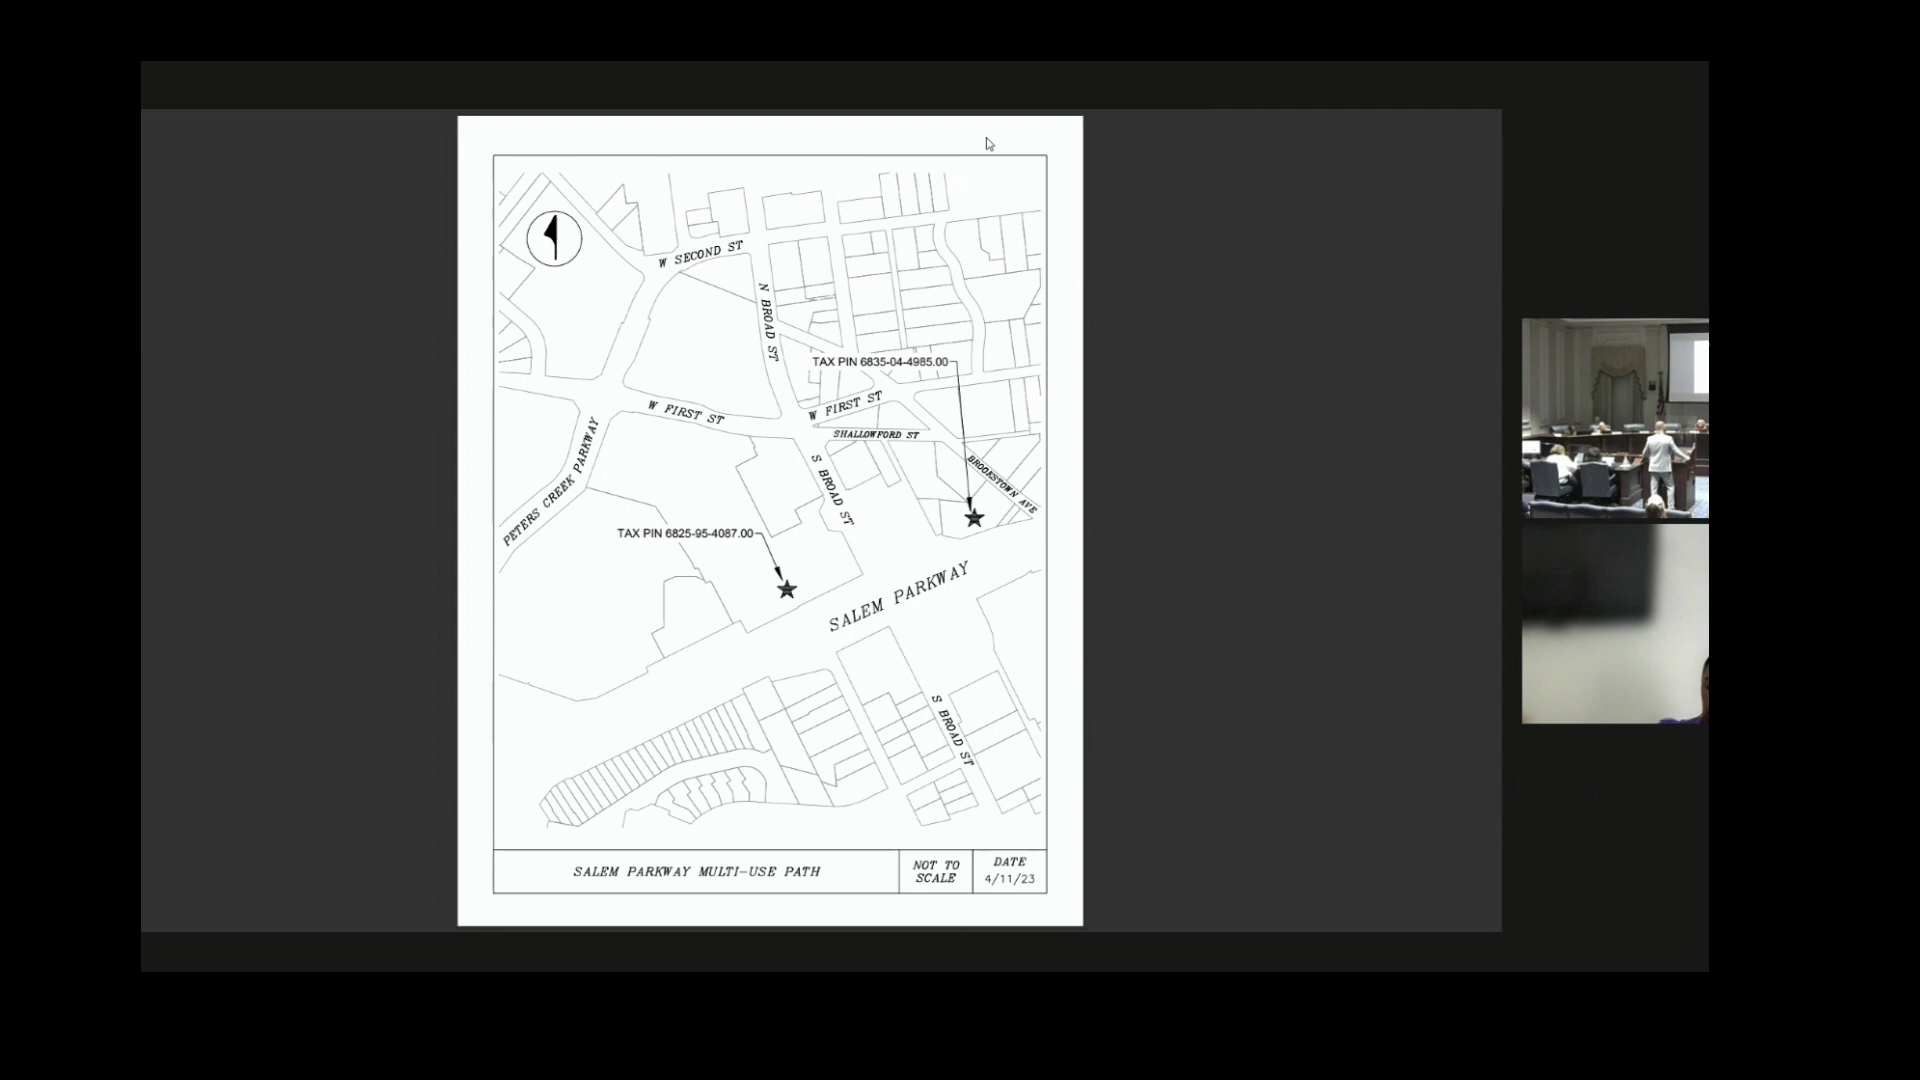 W SECOND ST
N BROAD ST
TAX PIN 6835-04-4985.00
W FIRST ST
W FIRST ST
SHALLOWFORD ST
PETERS CREEK PARKWAY
S BROAD ST
BROOKSTOWN AVE
TAX PIN 6825-95-4087.00
SALEM PARKWAY
S BROAD ST
SALEM PARKWAY MULTI-USE PATH
NOT TO
SCALE
DATE
4/11/23